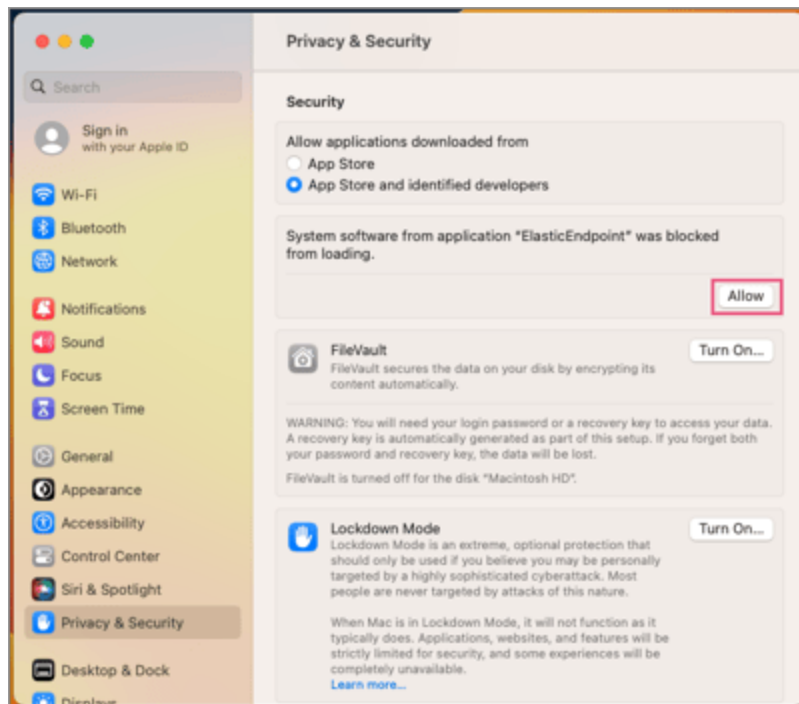 Privacy & Security
Search
Sign in
with your Apple ID
Wi-Fi
Bluetooth
Network
Notifications
Sound
Focus
Screen Time
General
Appearance
Accessibility
Control Center
Siri & Spotlight
Privacy & Security
Desktop & Dock
Displays
Security
Allow applications downloaded from
App Store
App Store and identified developers
System software from application "ElasticEndpoint" was blocked
from loading.
Allow
FileVault
Turn On...
FileVault secures the data on your disk by encrypting its
content automatically.
WARNING: You will need your login password or a recovery key to access your data.
A recovery key is automatically generated as part of this setup. If you forget both
your password and recovery key, the data will be lost.
FileVault is turned off for the disk "Macintosh HD".
Lockdown Mode
Turn On...
Lockdown Mode is an extreme, optional protection that
should only be used if you believe you may be personally
targeted by a highly sophisticated cyberattack. Most
people are never targeted by attacks of this nature.
When Mac is in Lockdown Mode, it will not function as it
typically does. Applications, websites, and features will be
strictly limited for security, and some experiences will be
completely unavailable.
Learn more...